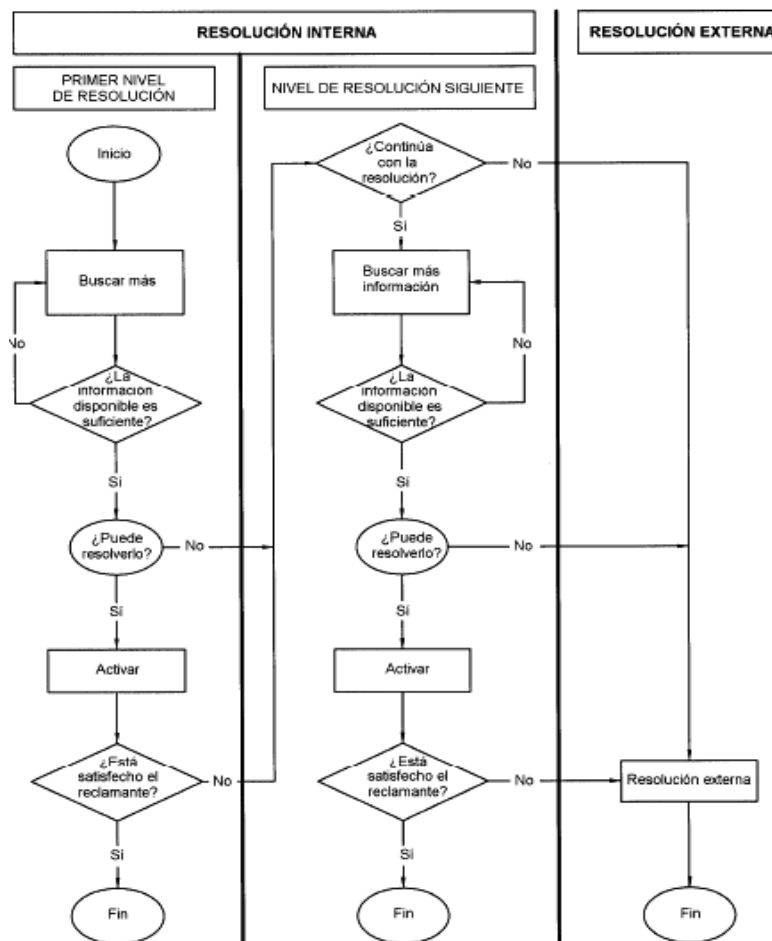 RESOLUCIÓN INTERNA
RESOLUCIÓN EXTERNA
PRIMER NIVEL
DE RESOLUCIÓN
NIVEL DE RESOLUCIÓN SIGUIENTE
Inicio
Buscar más
No
¿La
información
disponible es
suficiente?
Sí
¿Puede
resolverlo?
No
Sí
Activar
¿Está
satisfecho el
reclamante?
No
Sí
Fin
¿Continúa
con la
resolución?
No
Sí
Buscar más
información
No
¿La
información
disponible es
suficiente?
Sí
¿Puede
resolverlo?
No
Sí
Activar
¿Está
satisfecho el
reclamante?
No
Sí
Fin
Resolución externa
Fin